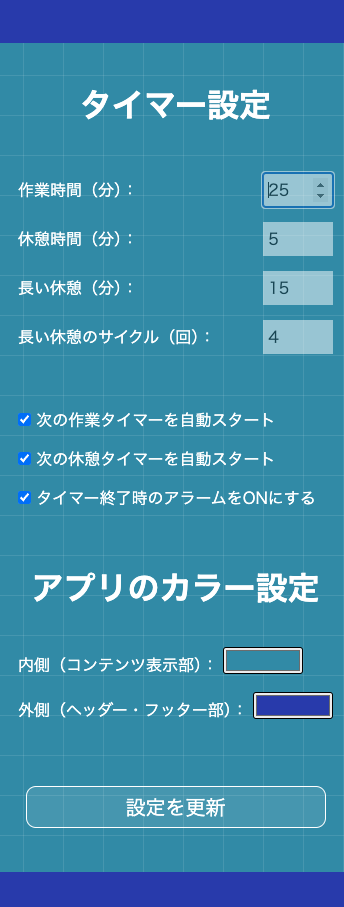 タイマー設定
作業時間（分）： 25
休憩時間（分）： 5
長い休憩（分）： 15
長い休憩のサイクル（回）： 4
次の作業タイマーを自動スタート
次の休憩タイマーを自動スタート
タイマー終了時のアラームをONにする
アプリのカラー設定
内側（コンテンツ表示部）：
外側（ヘッダー・フッター部）：
設定を更新